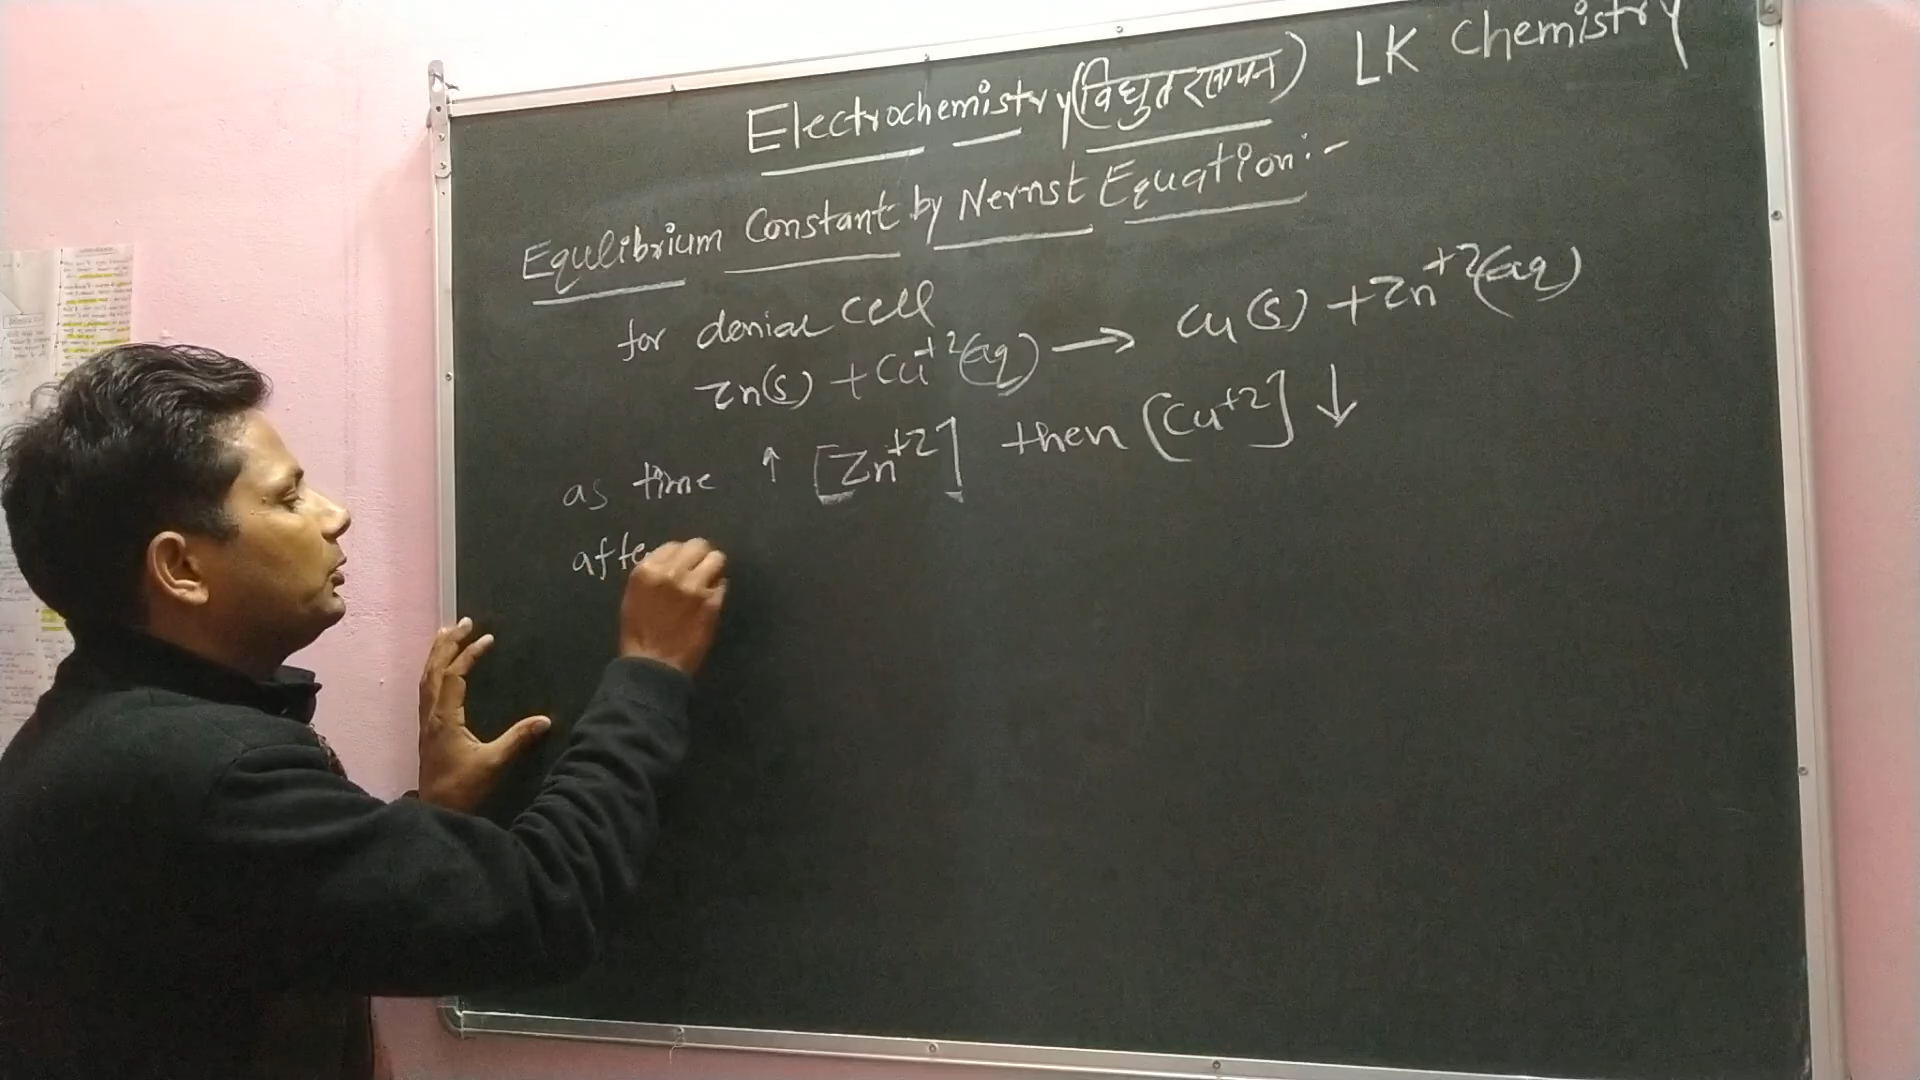 Electrochemistry (विधुत रसायन) LK Chemistry
Equlibrium Constant by Nernst Equation:-
for denial cell
Zn(s) + Cu+2(aq) → Cu(s) + Zn+2(aq)
as time ↑ [Zn+2] then [Cu+2] ↓
afte